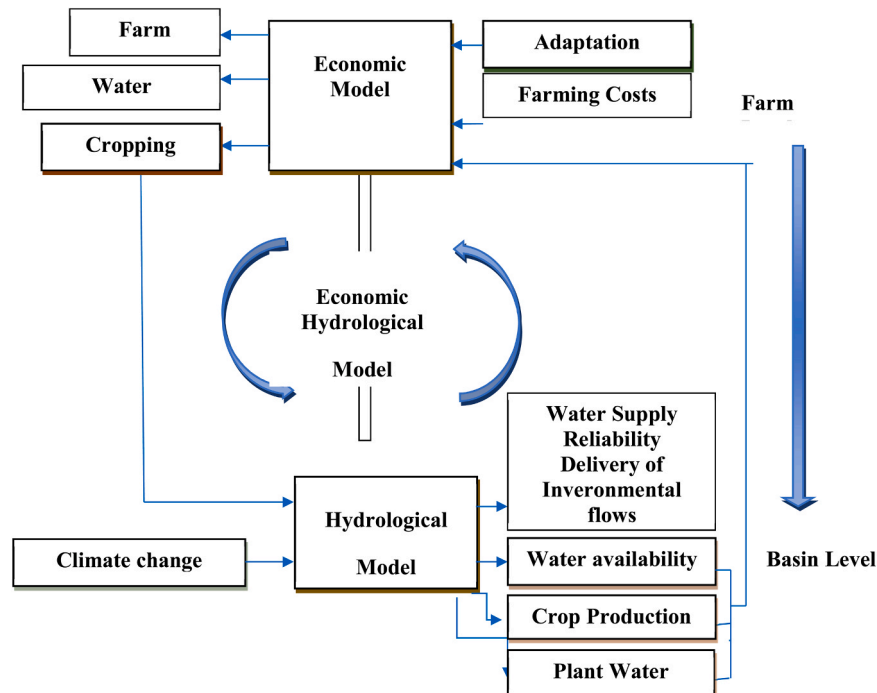 Farm
Water
Cropping
Economic
Model
Adaptation
Farming Costs
Farm
Economic
Hydrological
Model
Water Supply
Reliability
Delivery of
Inveronmental
flows
Climate change
Hydrological
Model
Water availability
Crop Production
Plant Water
Basin Level